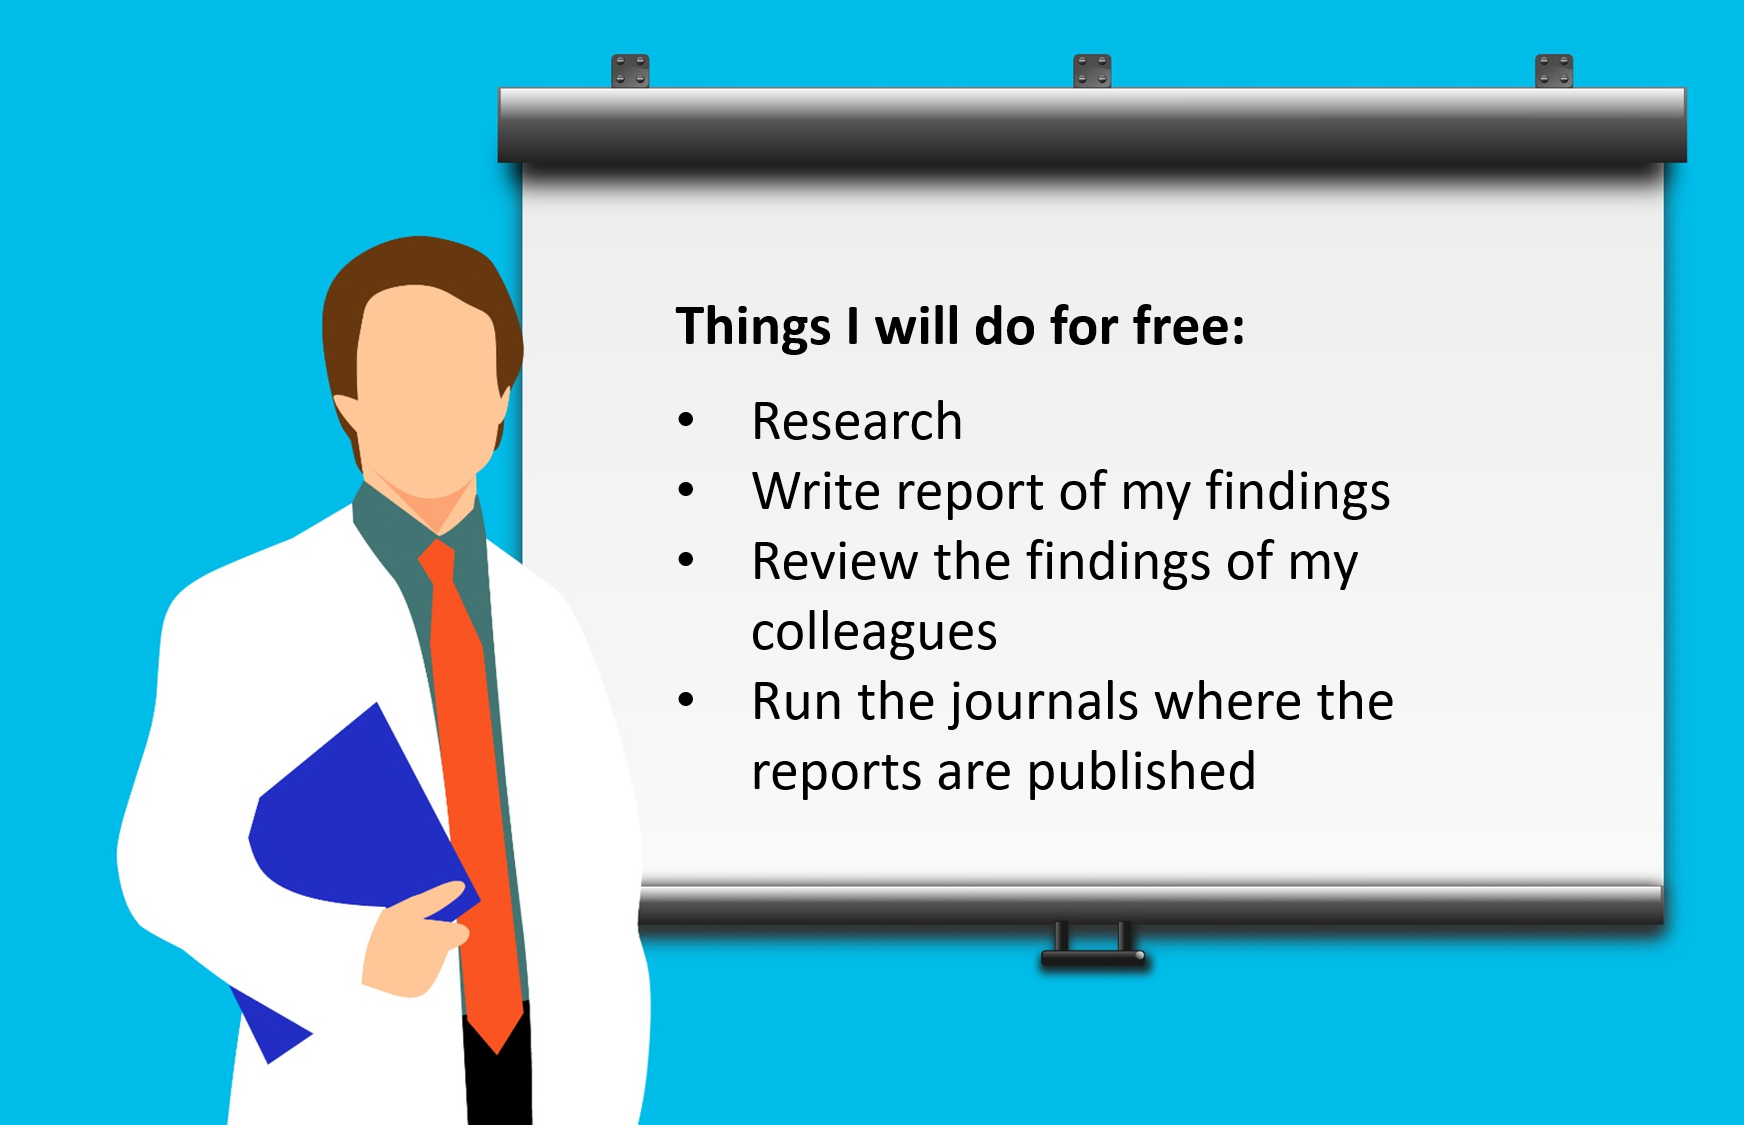 Things I will do for free:
• Research
• Write report of my findings
• Review the findings of my
colleagues
• Run the journals where the
reports are published